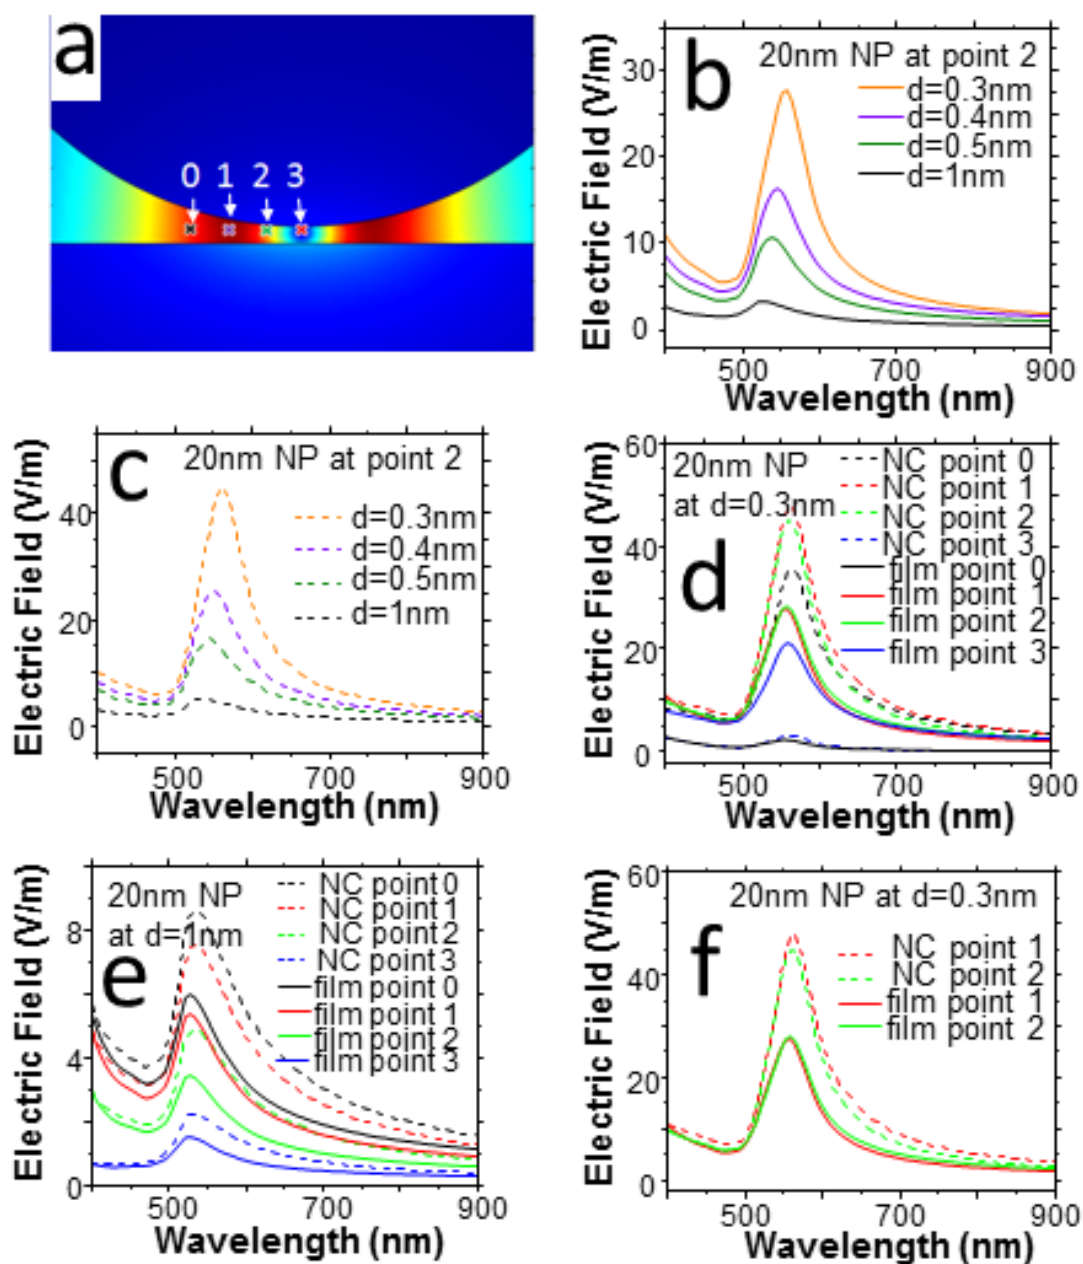 a
0 1 2 3
b
20nm NP at point 2
d=0.3nm
d=0.4nm
d=0.5nm
d=1nm
Electric Field (V/m)
30
20
10
0
500 700 900
Wavelength (nm)
c
20nm NP at point 2
d=0.3nm
d=0.4nm
d=0.5nm
d=1nm
Electric Field (V/m)
40
20
0
500 700 900
Wavelength (nm)
d
20nm NP
at d=0.3nm
NC point 0
NC point 1
NC point 2
NC point 3
film point 0
film point 1
film point 2
film point 3
Electric Field (V/m)
60
40
20
0
500 700 900
Wavelength (nm)
e
20nm NP
at d=1nm
NC point 0
NC point 1
NC point 2
NC point 3
film point 0
film point 1
film point 2
film point 3
Electric Field (V/m)
8
4
0
500 700 900
Wavelength (nm)
f
20nm NP at d=0.3nm
NC point 1
NC point 2
film point 1
film point 2
Electric Field (V/m)
60
40
20
0
500 700 900
Wavelength (nm)